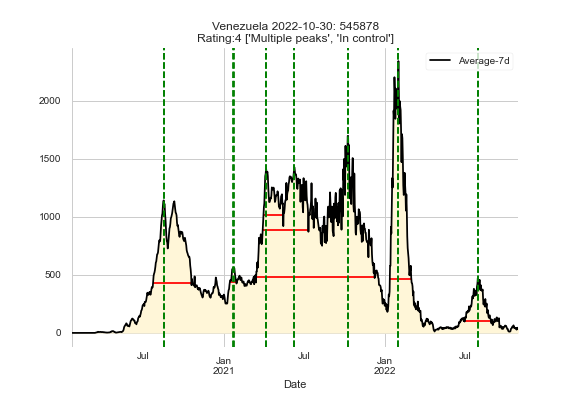 Venezuela 2022-10-30: 545878
Rating:4 ['Multiple peaks', 'In control']
Average-7d
2000
1500
1000
500
0
Jul
Jan
2021
Jul
Jan
2022
Jul
Date